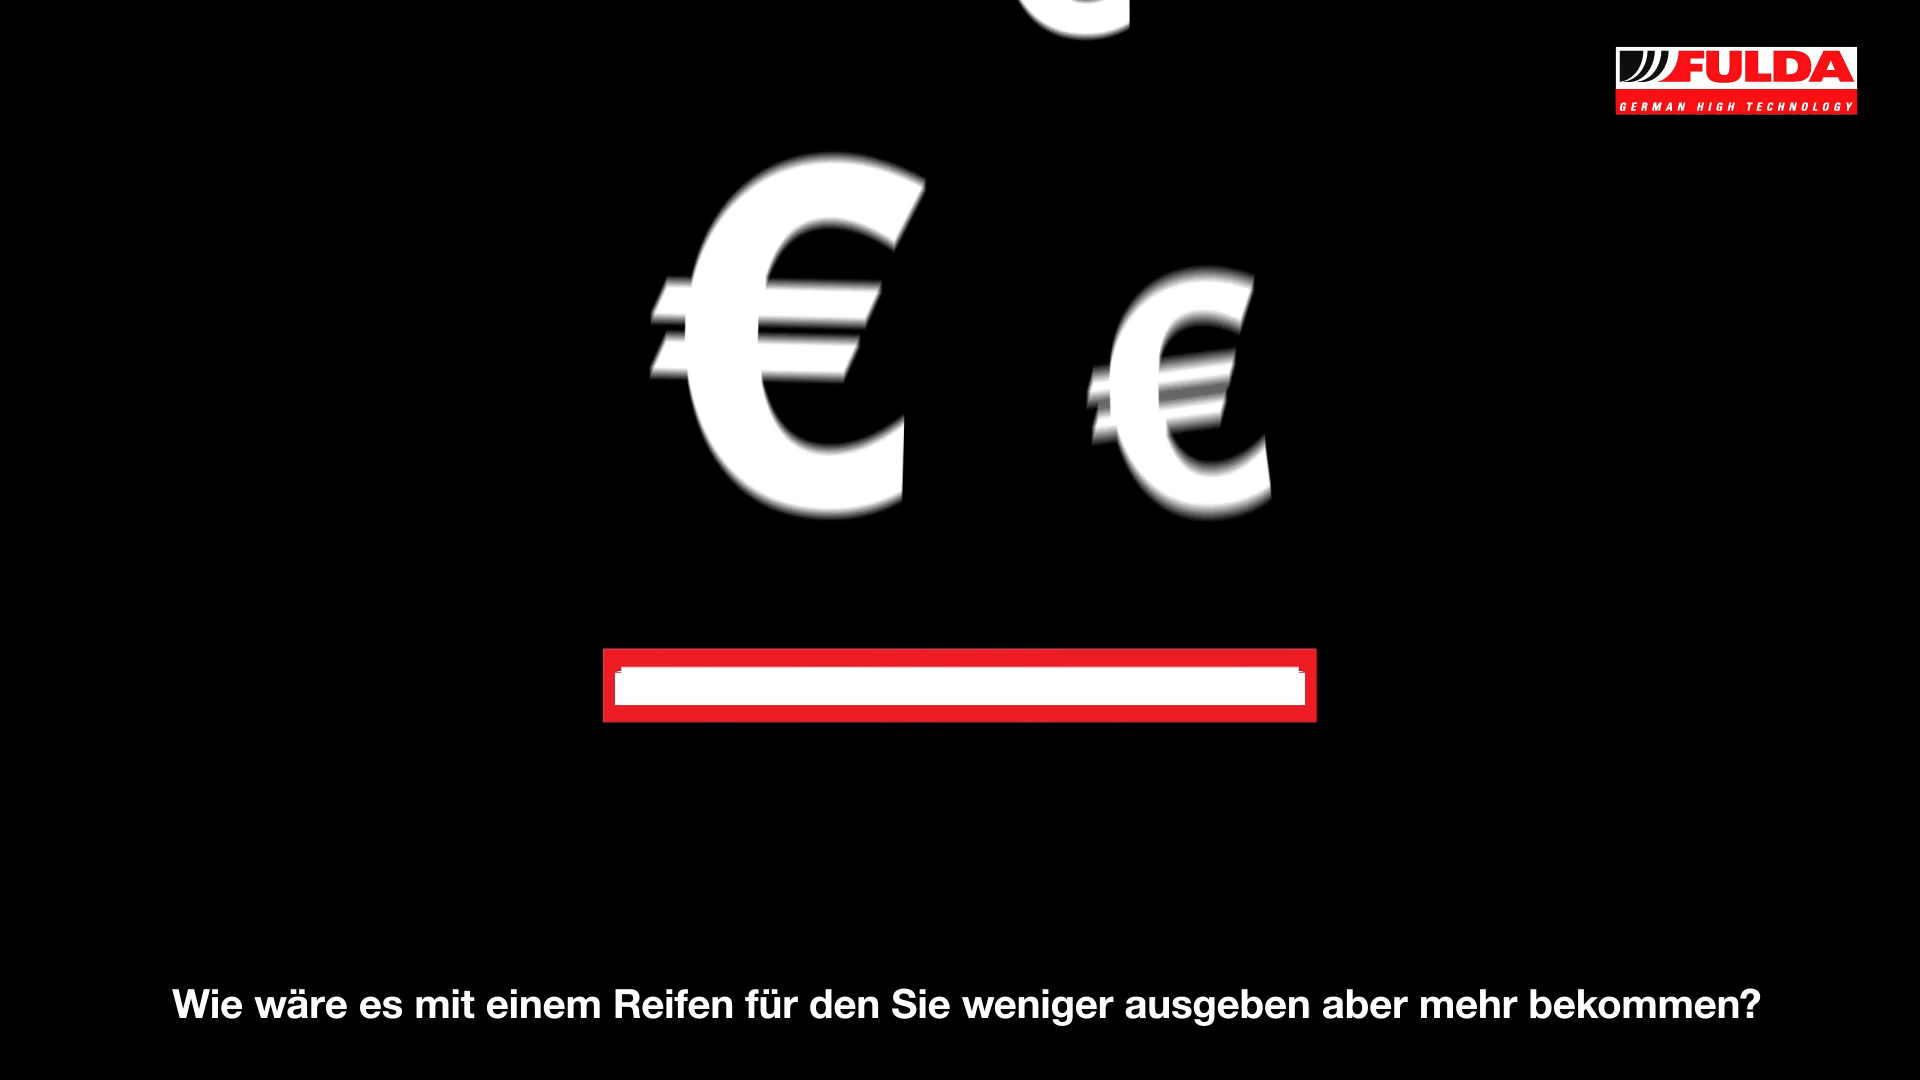 FULDA
GERMAN HIGH TECHNOLOGY
€ €
Wie wäre es mit einem Reifen für den Sie weniger ausgeben aber mehr bekommen?